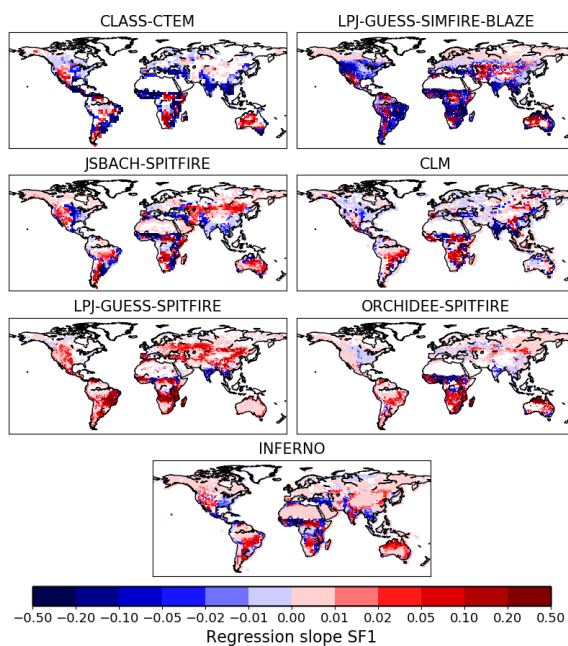 CLASS-CTEM LPJ-GUESS-SIMFIRE-BLAZE
JSBACH-SPITFIRE CLM
LPJ-GUESS-SPITFIRE ORCHIDEE-SPITFIRE
INFERNO
−0.50 −0.20 −0.10 −0.05 −0.02 −0.01 0.00 0.01 0.02 0.05 0.10 0.20 0.50
Regression slope SF1